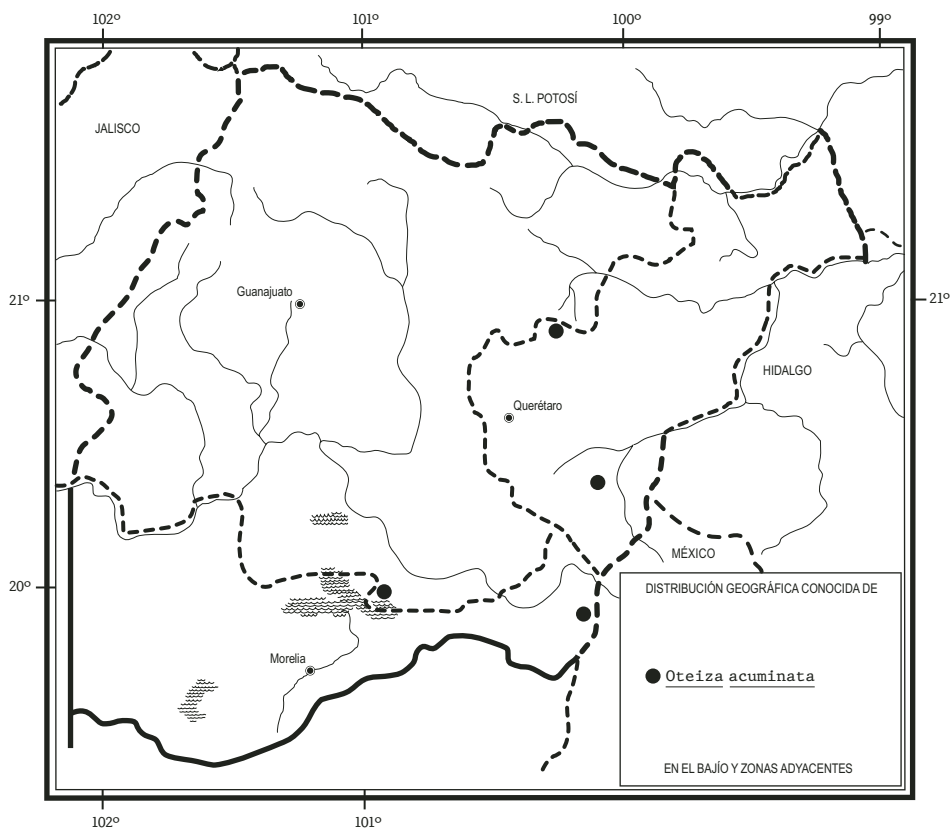 102º 101º 100º 99º
S. L. POTOSÍ
JALISCO
Guanajuato
21º 21º
HIDALGO
Querétaro
MÉXICO
20º
DISTRIBUCIÓN GEOGRÁFICA CONOCIDA DE
Morelia
Oteiza acuminata
EN EL BAJÍO Y ZONAS ADYACENTES
102º 101º